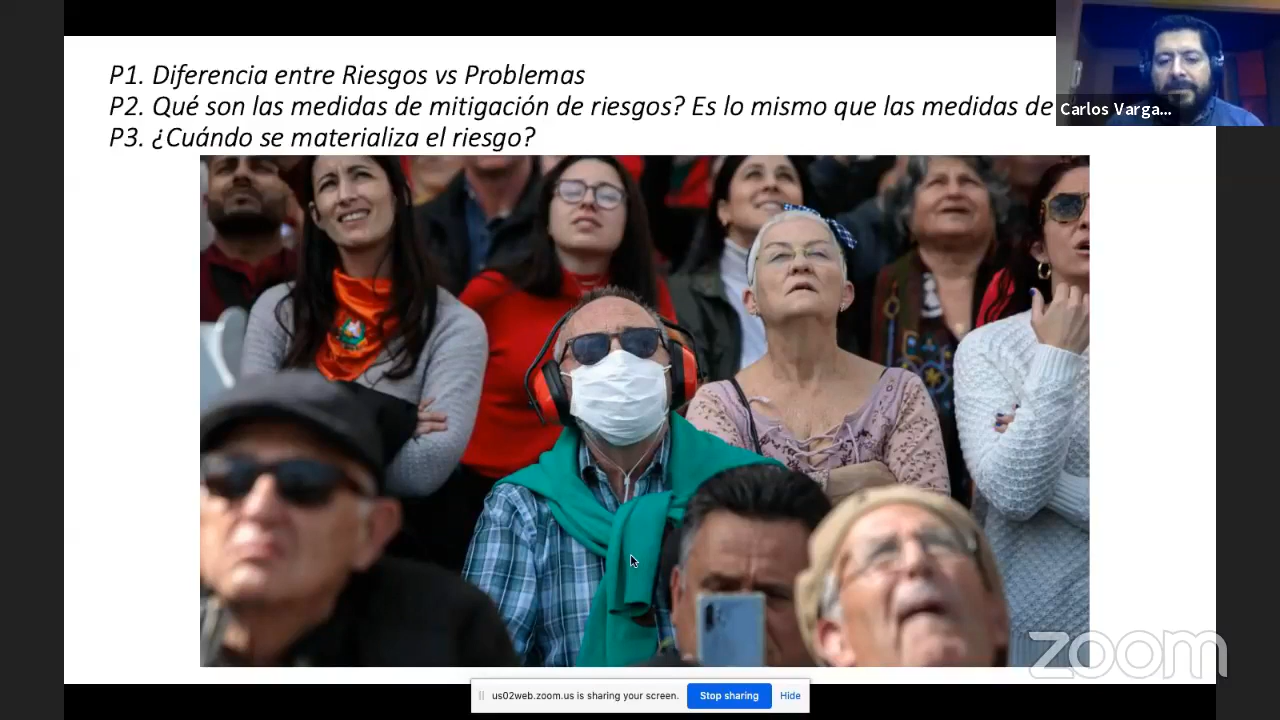 P1. Diferencia entre Riesgos vs Problemas
P2. Qué son las medidas de mitigación de riesgos? Es lo mismo que las medidas de
Carlos Varga...
P3. ¿Cuándo se materializa el riesgo?
zoom
us02web.zoom.us is sharing your screen. Stop sharing Hide